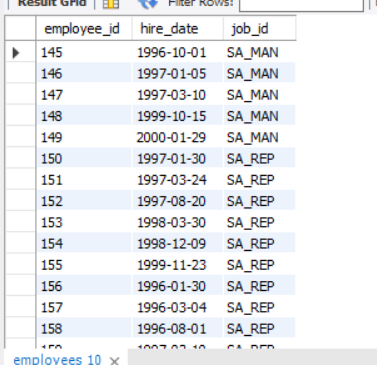 Result Grid Filter Rows:
employee_id hire_date job_id
145 1996-10-01 SA_MAN
146 1997-01-05 SA_MAN
147 1997-03-10 SA_MAN
148 1999-10-15 SA_MAN
149 2000-01-29 SA_MAN
150 1997-01-30 SA_REP
151 1997-03-24 SA_REP
152 1997-08-20 SA_REP
153 1998-03-30 SA_REP
154 1998-12-09 SA_REP
155 1999-11-23 SA_REP
156 1996-01-30 SA_REP
157 1996-03-04 SA_REP
158 1996-08-01 SA_REP
employees 10